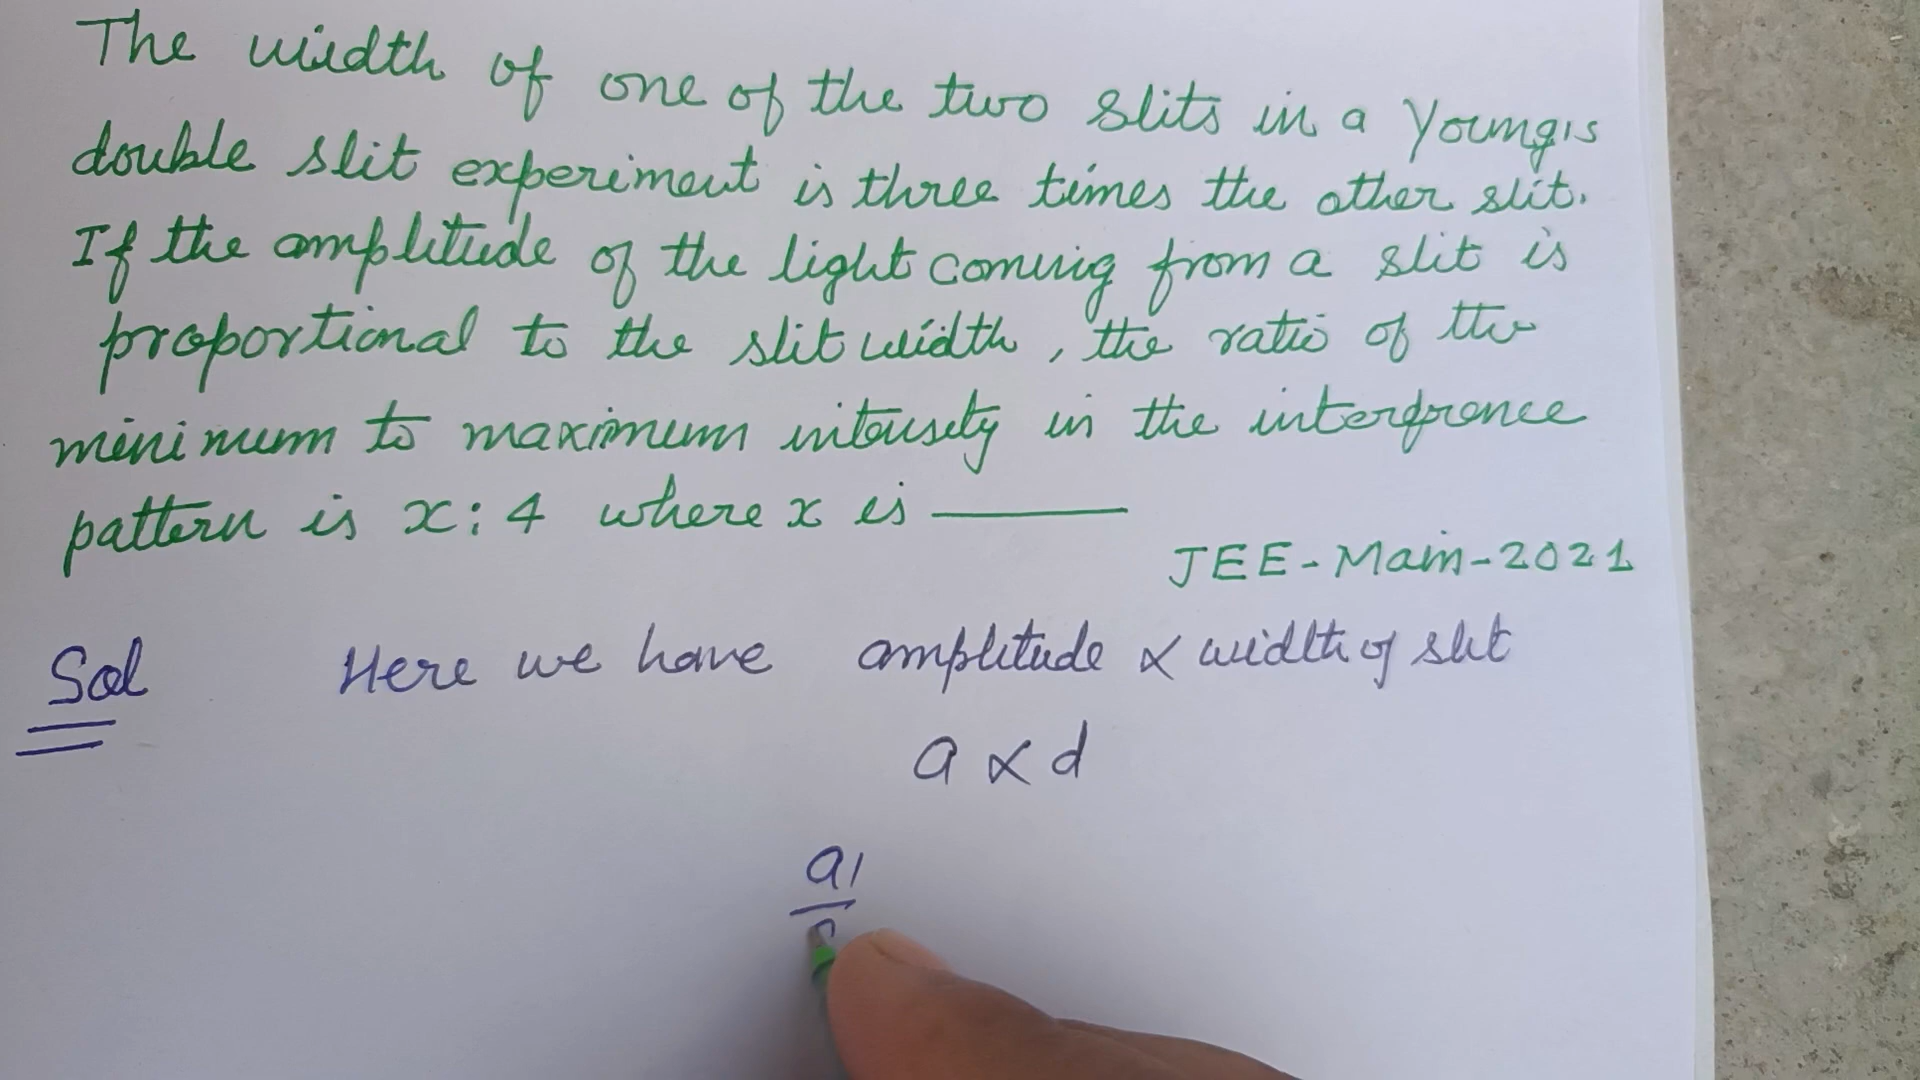 The width of one of the two slits in a Young's
double slit experiment is three times the other slit.
If the amplitude of the light coming from a slit is
proportional to the slit width, the ratio of the
minimum to maximum intensity in the interfrence
pattern is x:4 where x is ———
JEE-Main-2021
Sol Here we have amplitude ∝ width of slit
a ∝ d
a1